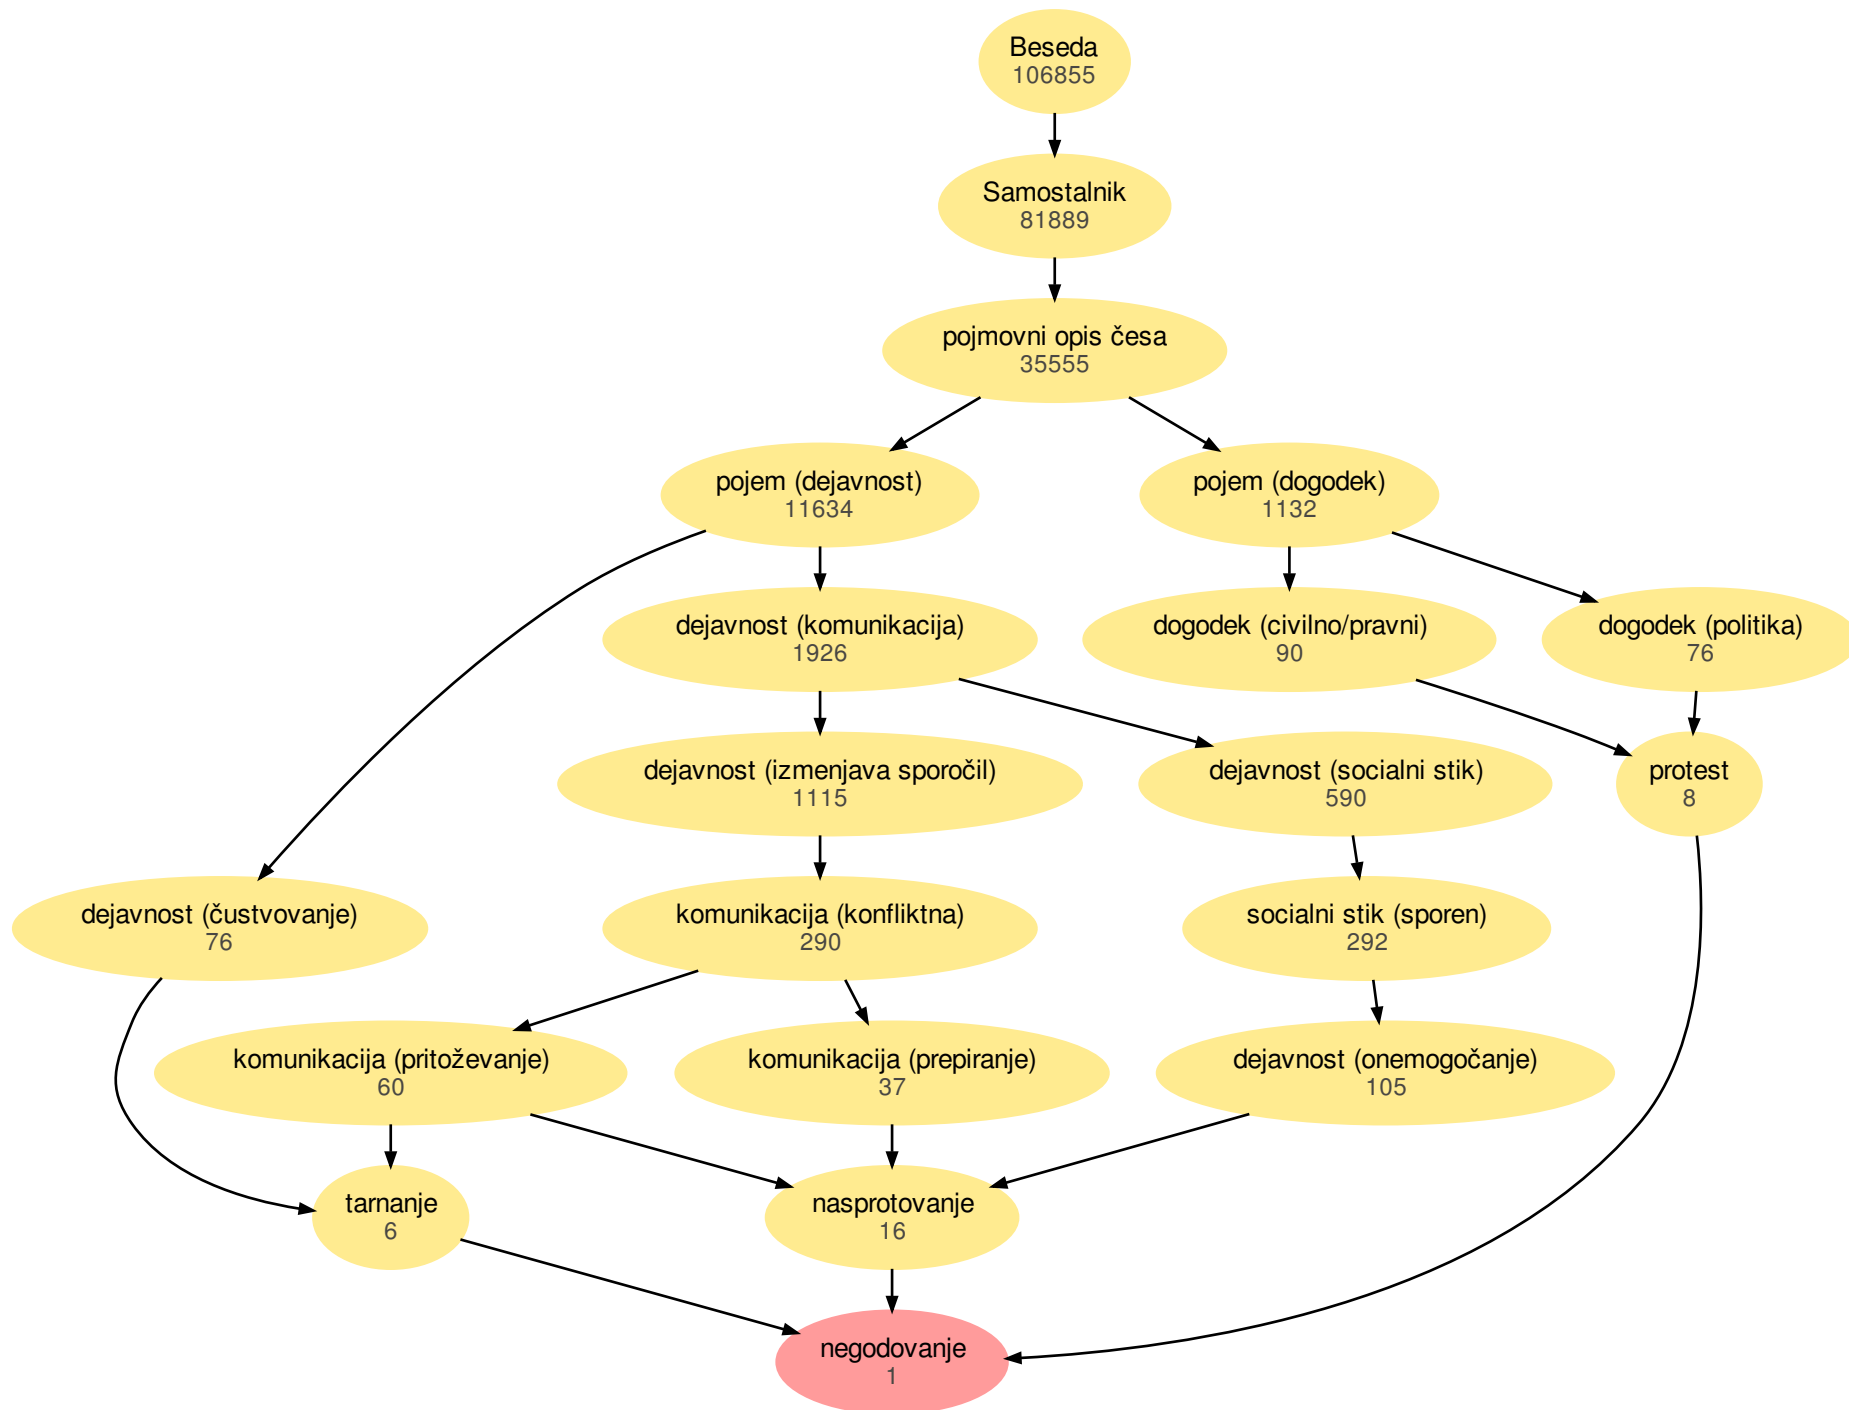 Beseda
106855
Samostalnik
81889
pojmovni opis česa
35555
pojem (dejavnost)
11634
pojem (dogodek)
1132
dejavnost (komunikacija)
1926
dogodek (civilno/pravni)
90
dogodek (politika)
76
dejavnost (izmenjava sporočil)
1115
dejavnost (socialni stik)
590
protest
8
dejavnost (čustvovanje)
76
komunikacija (konfliktna)
290
socialni stik (sporen)
292
komunikacija (pritoževanje)
60
komunikacija (prepiranje)
37
dejavnost (onemogočanje)
105
tarnanje
6
nasprotovanje
16
negodovanje
1